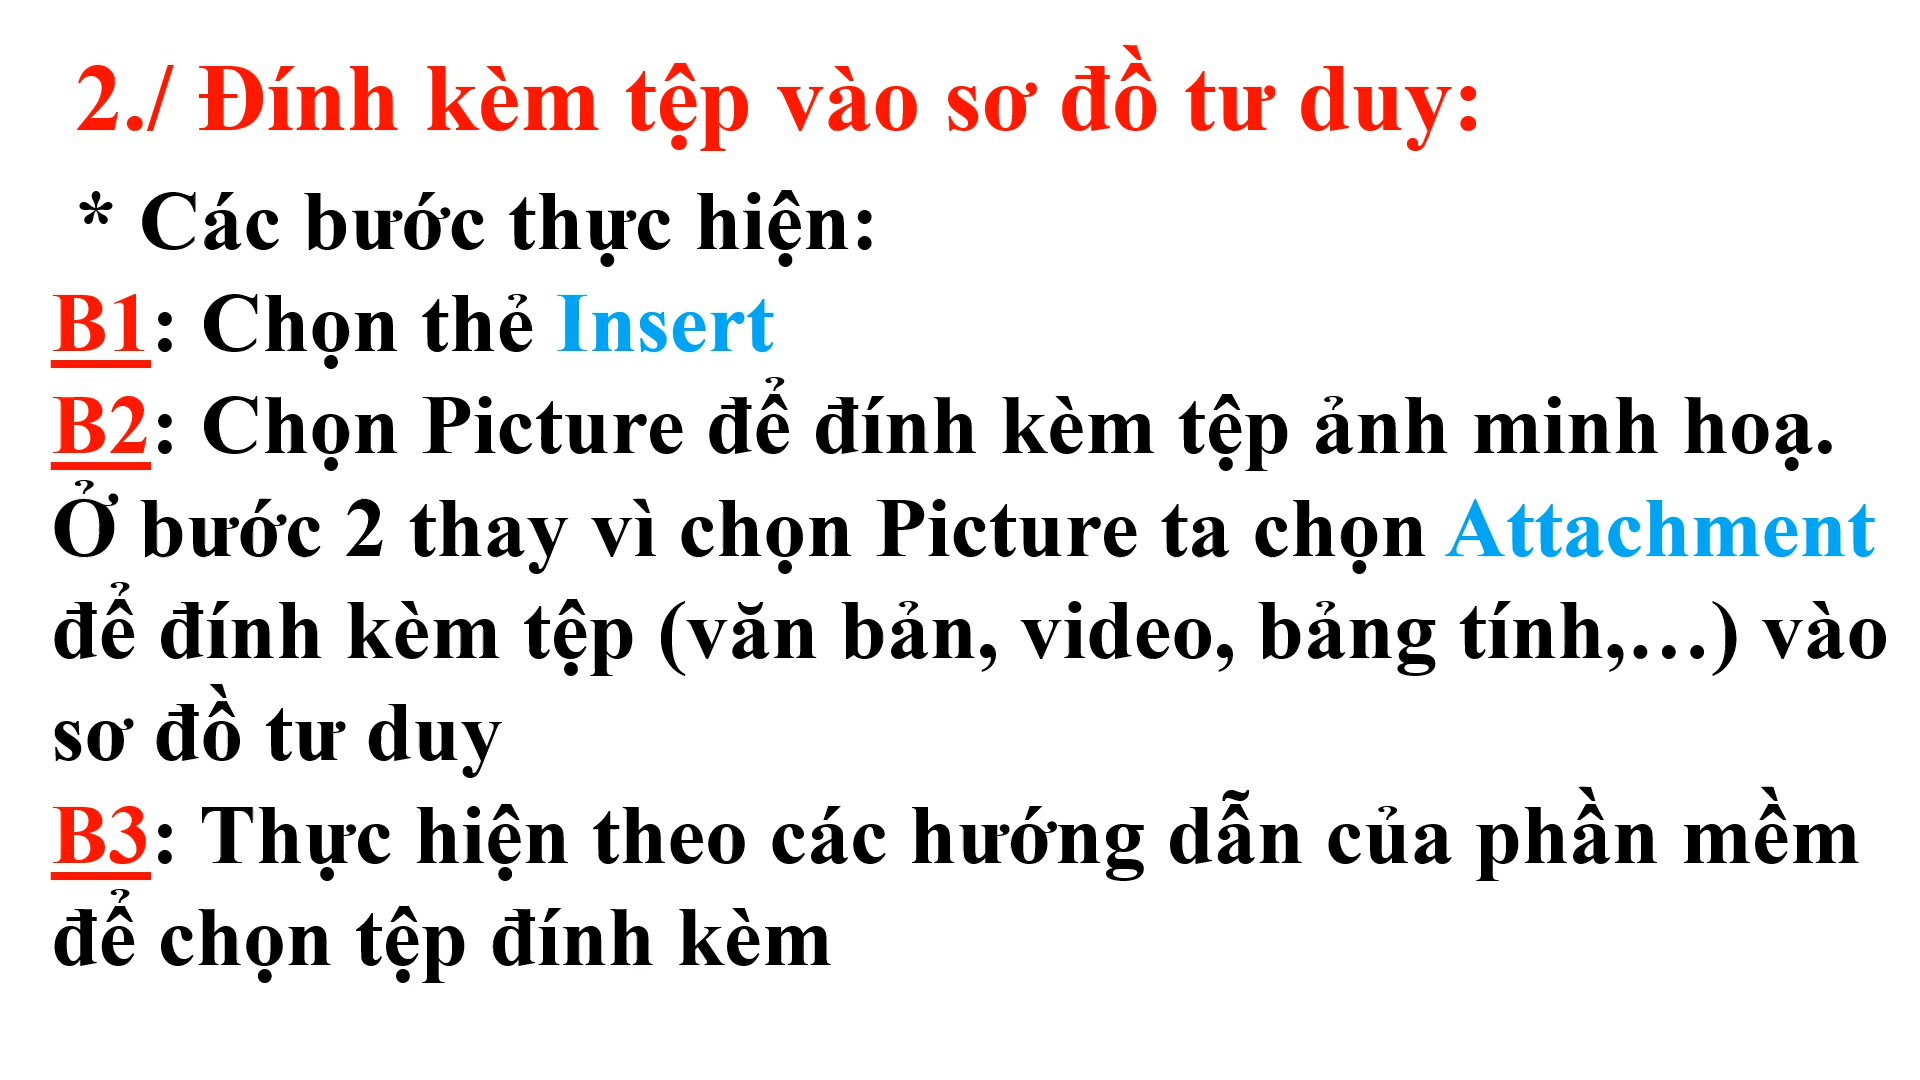 2./ Đính kèm tệp vào sơ đồ tư duy:
* Các bước thực hiện:
B1: Chọn thẻ Insert
B2: Chọn Picture để đính kèm tệp ảnh minh hoạ.
Ở bước 2 thay vì chọn Picture ta chọn Attachment
để đính kèm tệp (văn bản, video, bảng tính,…) vào
sơ đồ tư duy
B3: Thực hiện theo các hướng dẫn của phần mềm
để chọn tệp đính kèm